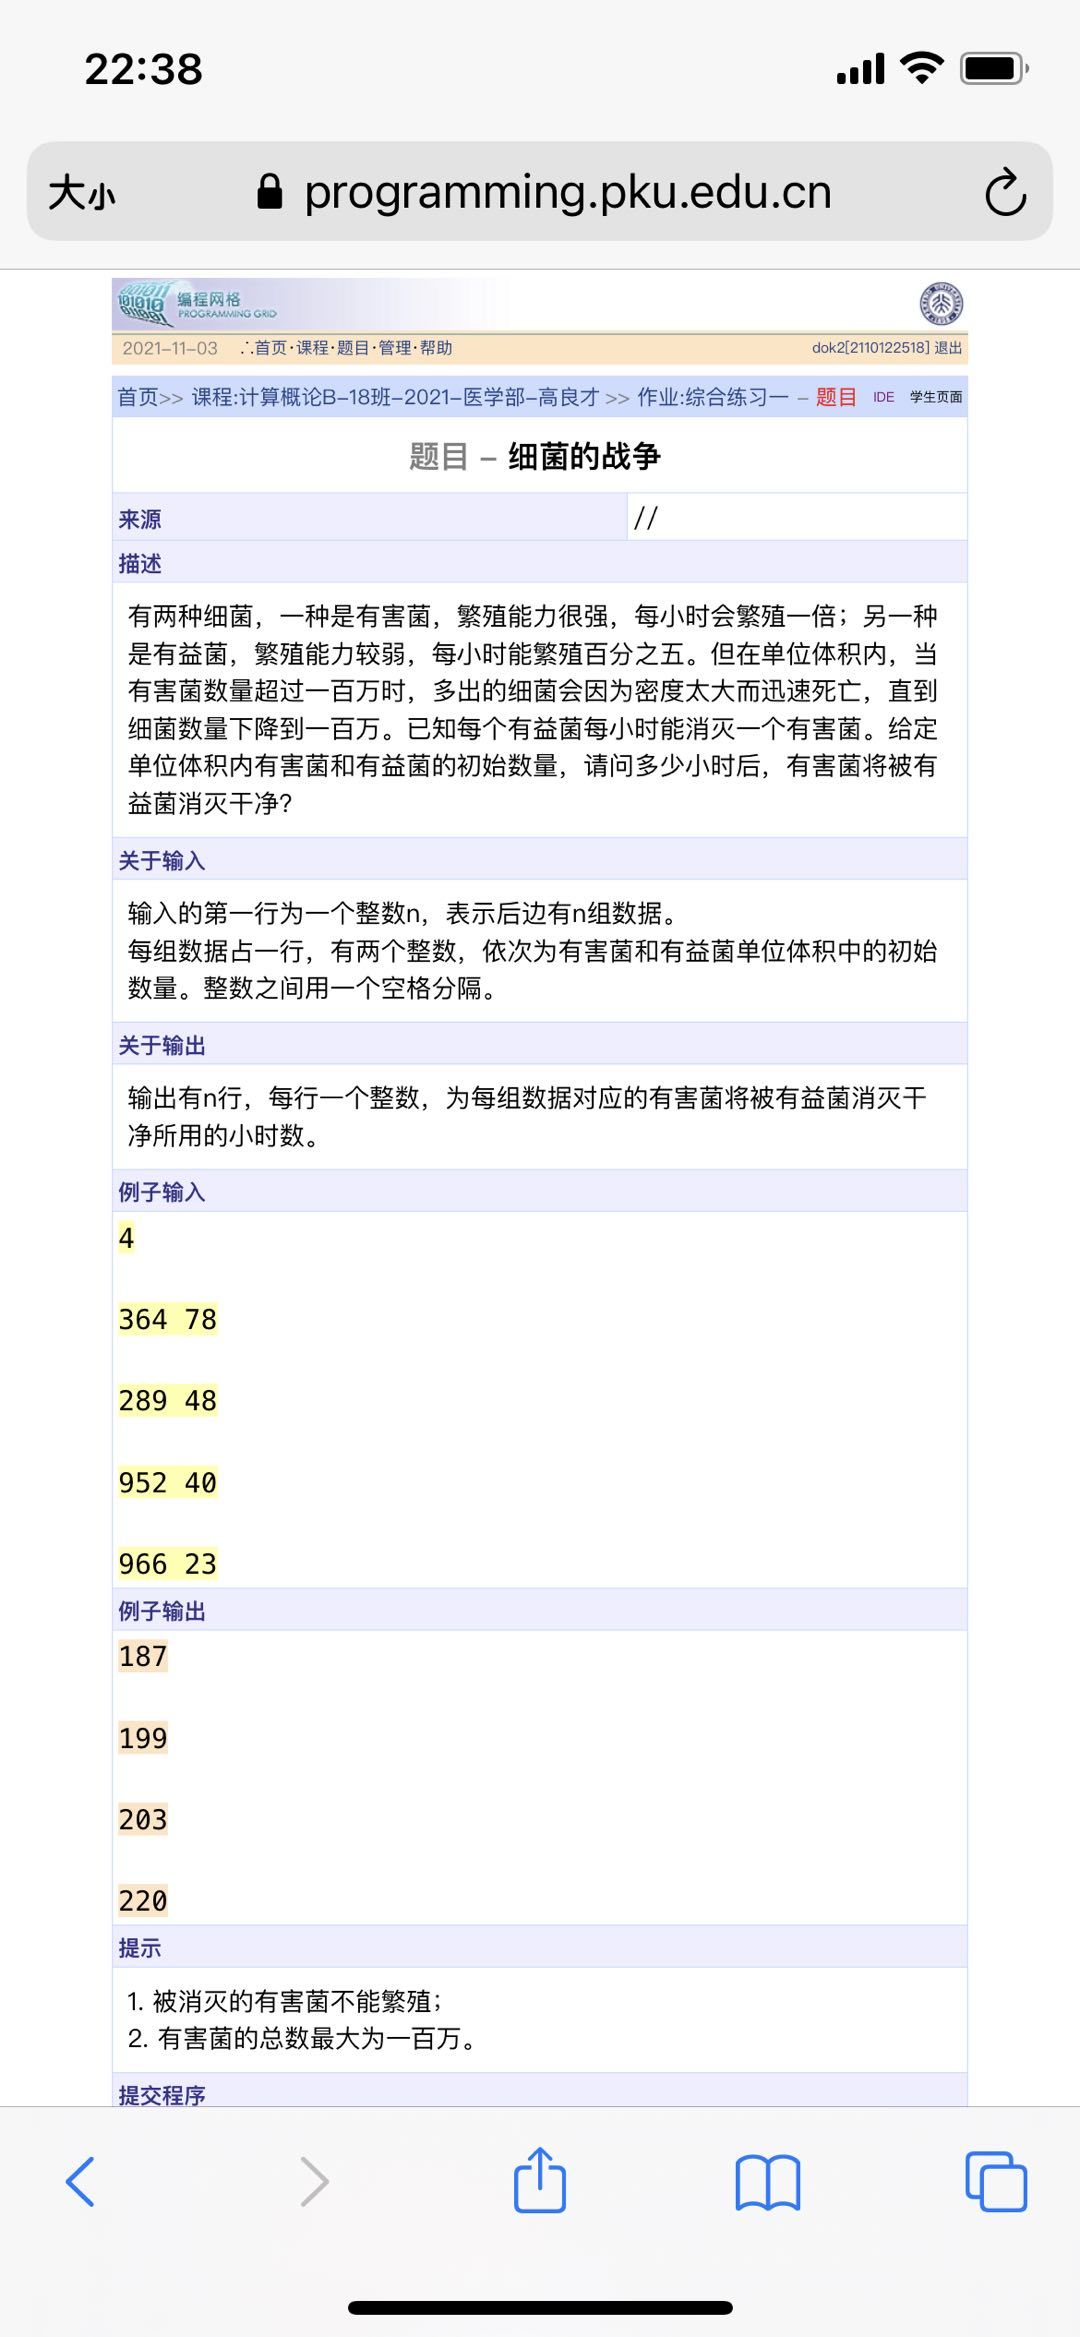 22:38
大小 programming.pku.edu.cn
编程网格
PROGRAMMING GRID
2021-11-03 ∴首页·课程·题目·管理·帮助 dok2[2110122518] 退出
首页>> 课程:计算概论B-18班-2021-医学部-高良才 >> 作业:综合练习一 - 题目 IDE 学生页面
题目 - 细菌的战争
来源 //
描述
有两种细菌，一种是有害菌，繁殖能力很强，每小时会繁殖一倍；另一种
是有益菌，繁殖能力较弱，每小时能繁殖百分之五。但在单位体积内，当
有害菌数量超过一百万时，多出的细菌会因为密度太大而迅速死亡，直到
细菌数量下降到一百万。已知每个有益菌每小时能消灭一个有害菌。给定
单位体积内有害菌和有益菌的初始数量，请问多少小时后，有害菌将被有
益菌消灭干净?
关于输入
输入的第一行为一个整数n，表示后边有n组数据。
每组数据占一行，有两个整数，依次为有害菌和有益菌单位体积中的初始
数量。整数之间用一个空格分隔。
关于输出
输出有n行，每行一个整数，为每组数据对应的有害菌将被有益菌消灭干
净所用的小时数。
例子输入
4
364 78
289 48
952 40
966 23
例子输出
187
199
203
220
提示
1. 被消灭的有害菌不能繁殖；
2. 有害菌的总数最大为一百万。
提交程序